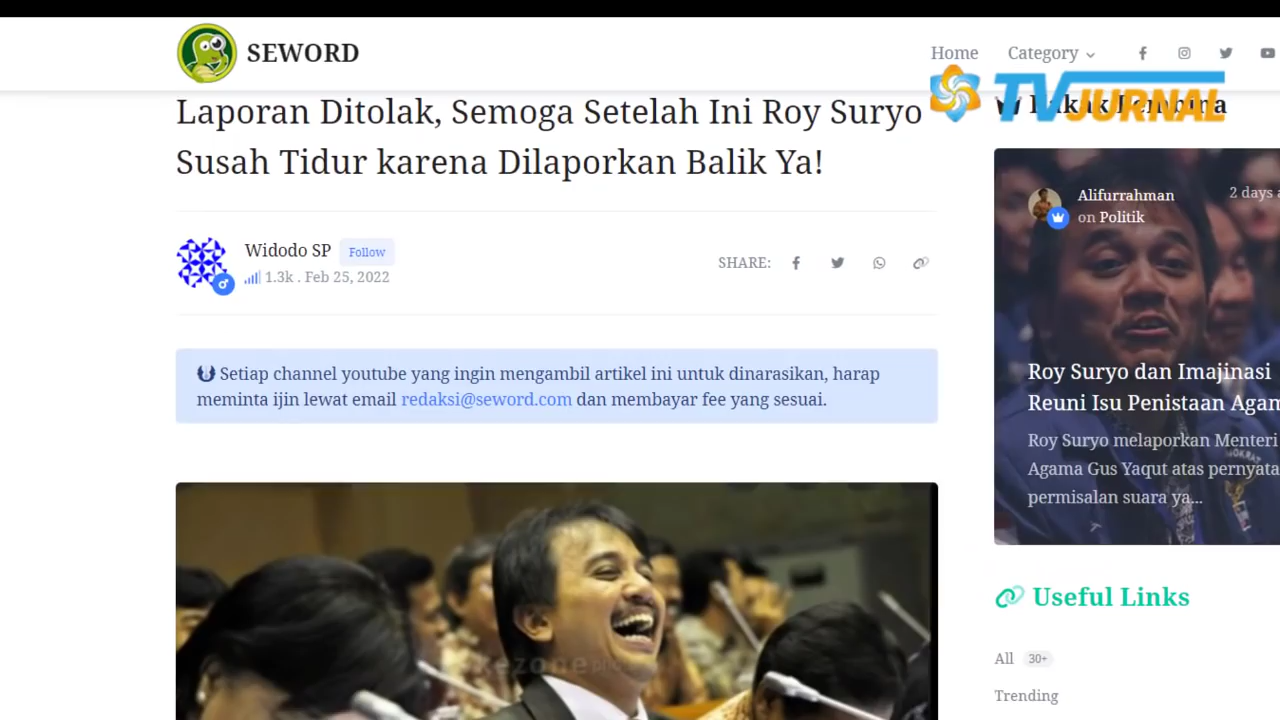 SEWORD
Home
Category
TVJURNAL
Laporan Ditolak, Semoga Setelah Ini Roy Suryo
Susah Tidur karena Dilaporkan Balik Ya!
Widodo SP
Follow
1.3k . Feb 25, 2022
SHARE:
Setiap channel youtube yang ingin mengambil artikel ini untuk dinarasikan, harap
meminta ijin lewat email redaksi@seword.com dan membayar fee yang sesuai.
Alifurrahman
on Politik
2 days
Roy Suryo dan Imajinasi
Reuni Isu Penistaan Agam
Roy Suryo melaporkan Menteri
Agama Gus Yaqut atas pernyata
permisalan suara ya...
Useful Links
All 30+
Trending